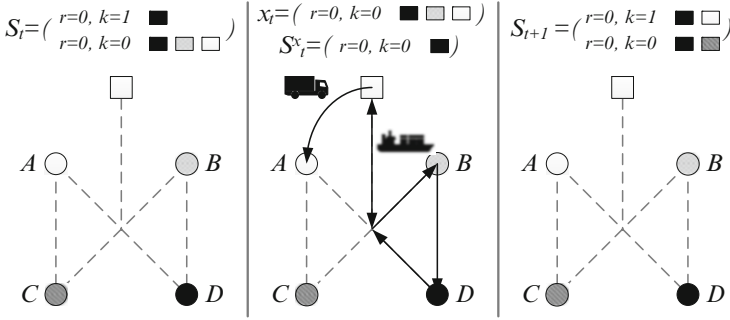 S_t=( r=0, k=1
r=0, k=0 )
A B
C D
x_t=( r=0, k=0 )
S^x_t=( r=0, k=0 )
A B
C D
S_{t+1} =( r=0, k=1
r=0, k=0 )
A B
C D